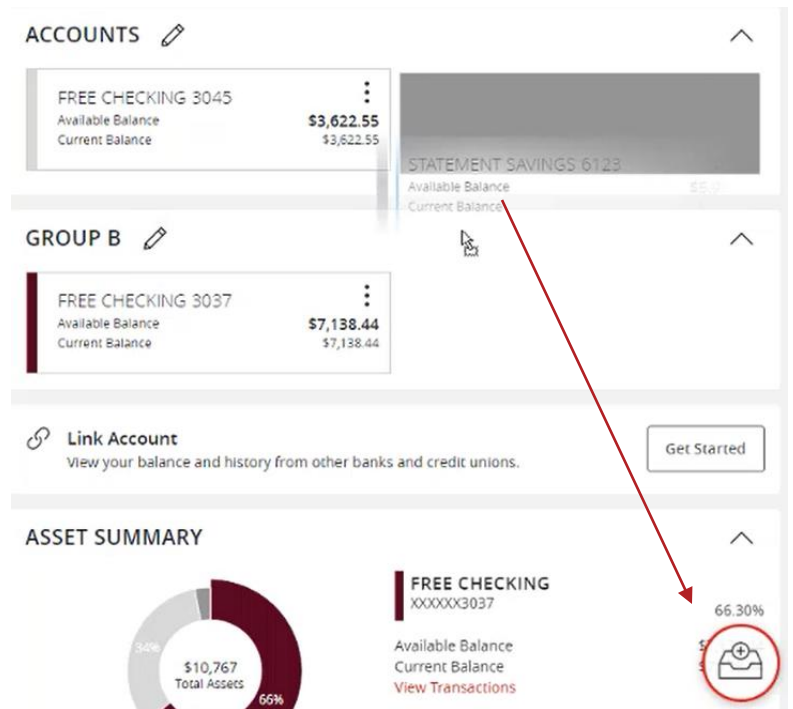 ACCOUNTS
FREE CHECKING 3045
Available Balance $3,622.55
Current Balance $3,622.55
STATEMENT SAVINGS 6123
Available Balance
Current Balance
GROUP B
FREE CHECKING 3037
Available Balance $7,138.44
Current Balance $7,138.44
Link Account
View your balance and history from other banks and credit unions.
Get Started
ASSET SUMMARY
34%
$10,767
Total Assets
66%
FREE CHECKING
XXXXXX3037
66.30%
Available Balance
Current Balance
View Transactions